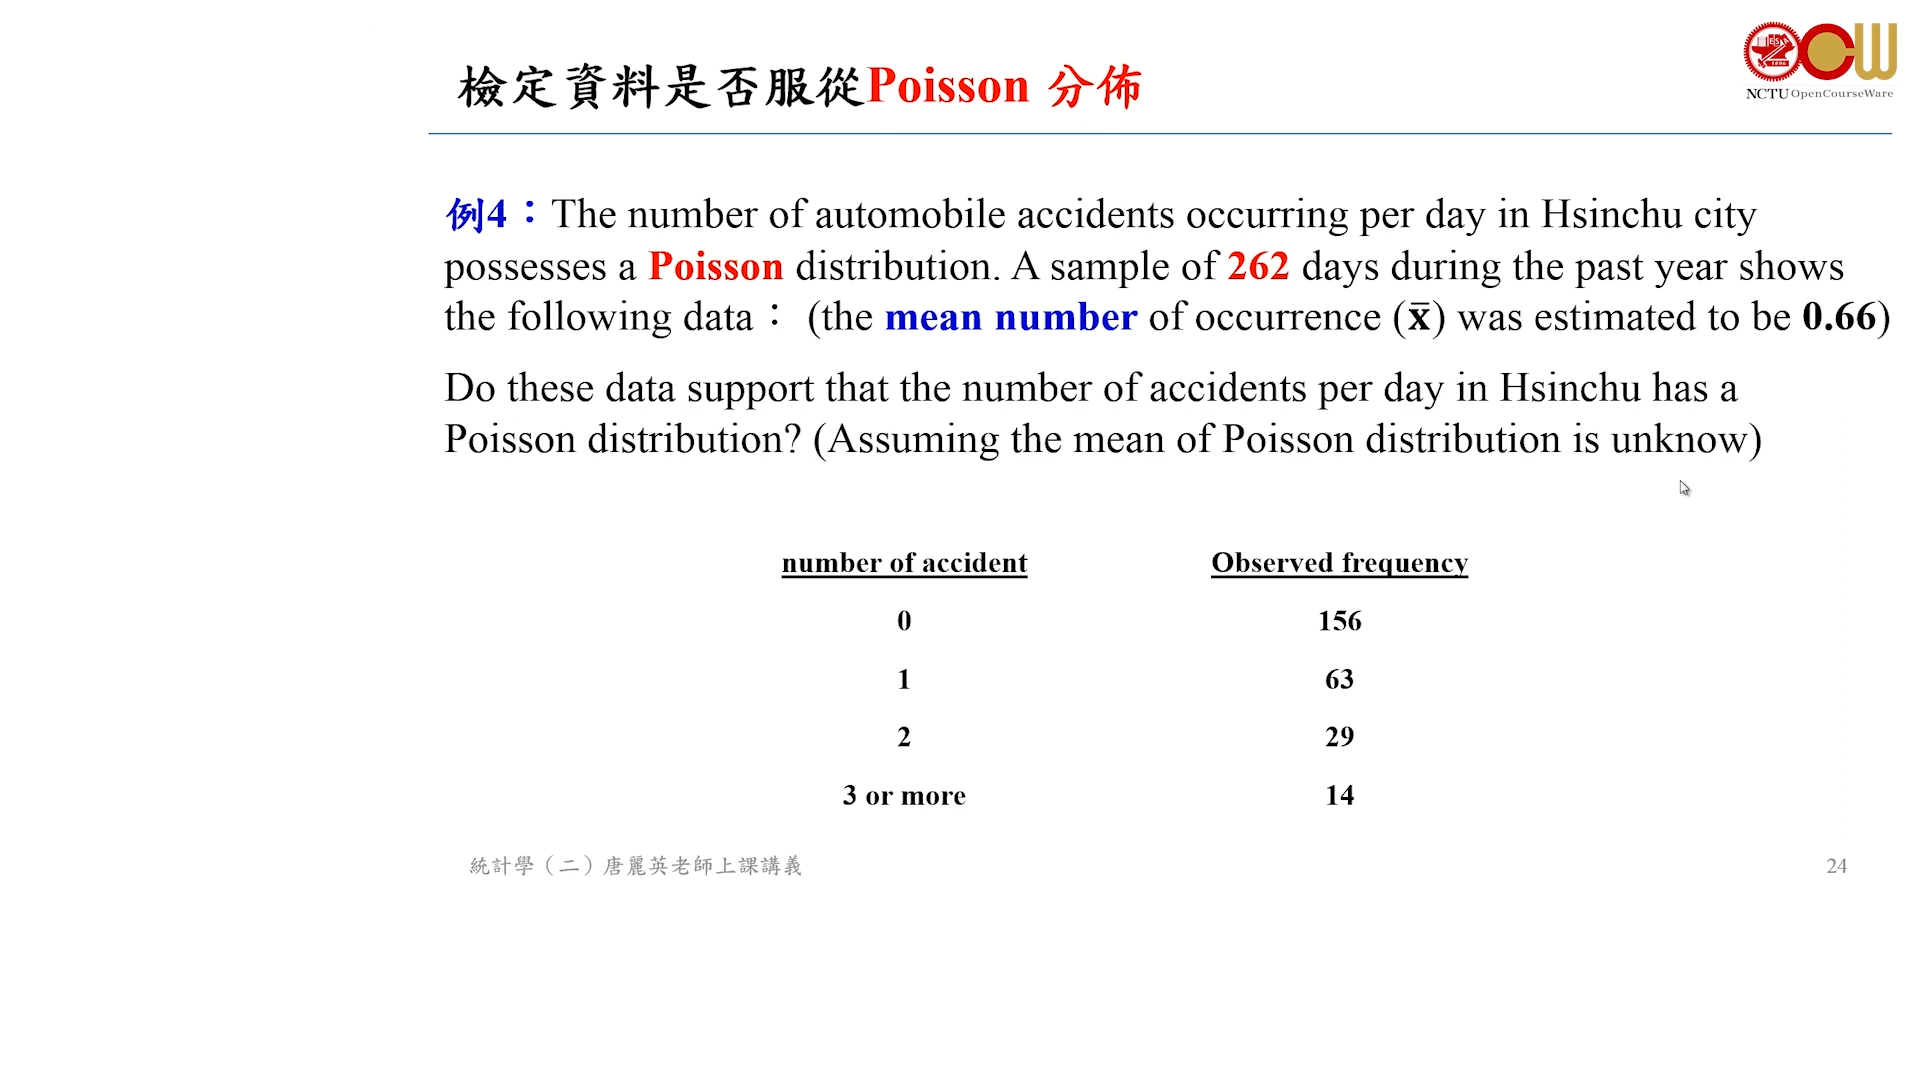 檢定資料是否服從Poisson 分佈
NCTU OpenCourseWare
例4：The number of automobile accidents occurring per day in Hsinchu city
possesses a Poisson distribution. A sample of 262 days during the past year shows
the following data： (the mean number of occurrence (x̅) was estimated to be 0.66)
Do these data support that the number of accidents per day in Hsinchu has a
Poisson distribution? (Assuming the mean of Poisson distribution is unknow)
number of accident Observed frequency
0 156
1 63
2 29
3 or more 14
統計學（二）唐麗英老師上課講義 24